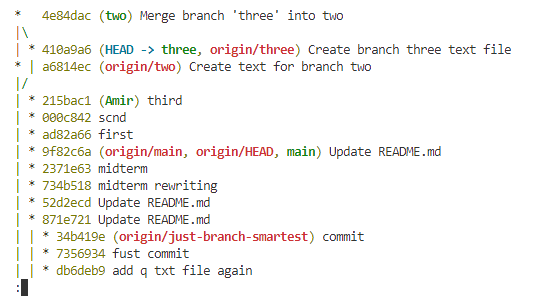 *   4e84dac (two) Merge branch 'three' into two
|\
| * 410a9a6 (HEAD -> three, origin/three) Create branch three text file
* | a6814ec (origin/two) Create text for branch two
|/
| * 215bac1 (Amir) third
| * 000c842 scnd
| * ad82a66 first
| * 9f82c6a (origin/main, origin/HEAD, main) Update README.md
| * 2371e63 midterm
| * 734b518 midterm rewriting
| * 52d2ecd Update README.md
| * 871e721 Update README.md
| | * 34b419e (origin/just-branch-smartest) commit
| | * 7356934 fust commit
| | * db6deb9 add q txt file again
: